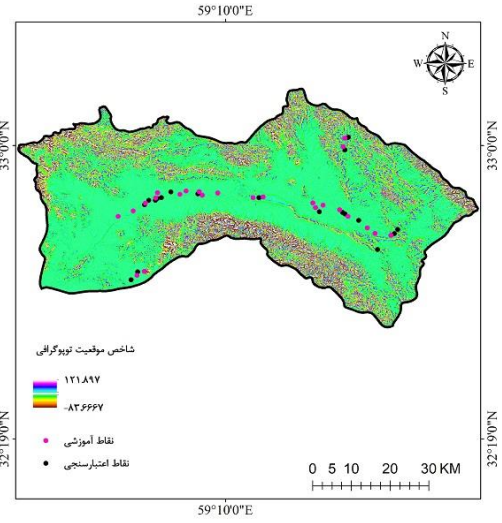 59°10'0"E
N
W
E
S
33°0'0"N
33°0'0"N
شاخص موقعیت توپوگرافی
۱۲۱.۸۹۷
-۸۳.۶۶۶۷
نقاط آموزشی
نقاط اعتبارسنجی
32°19'0"N
32°19'0"N
0 5 10 20 30 KM
59°10'0"E